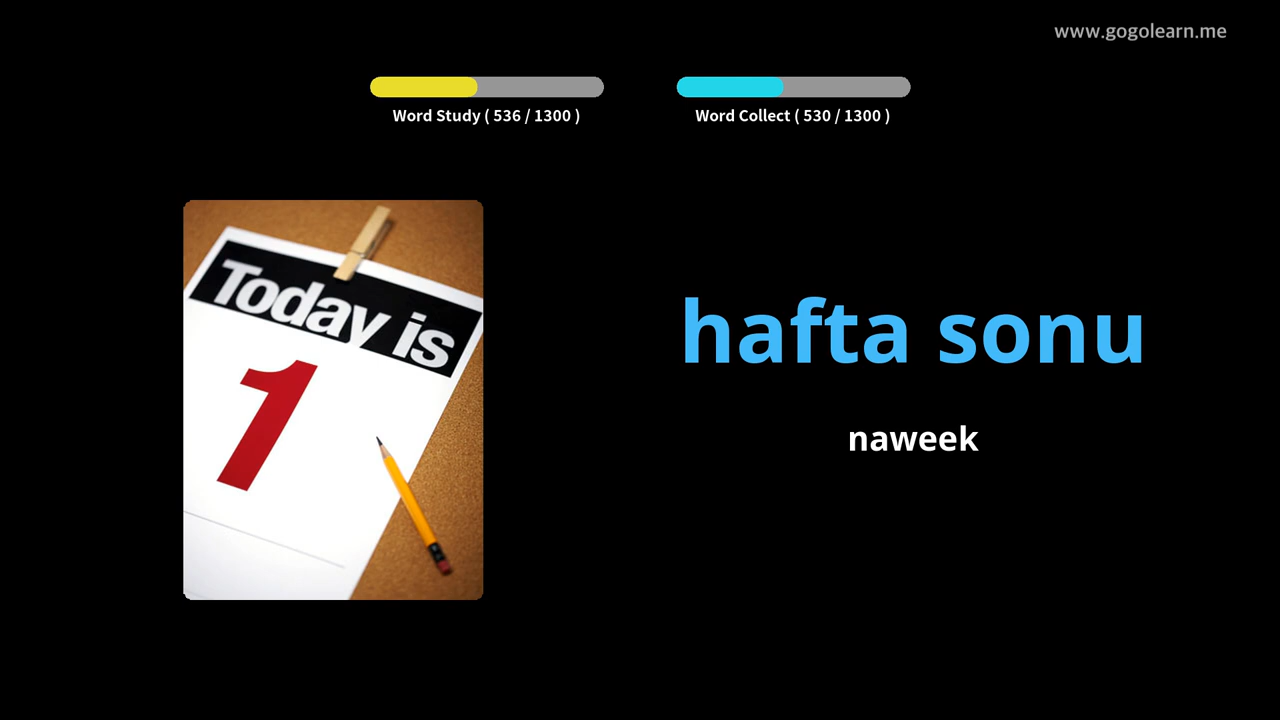 www.gogolearn.me
Word Study ( 536 / 1300 )
Word Collect ( 530 / 1300 )
Today is
1
hafta sonu
naweek